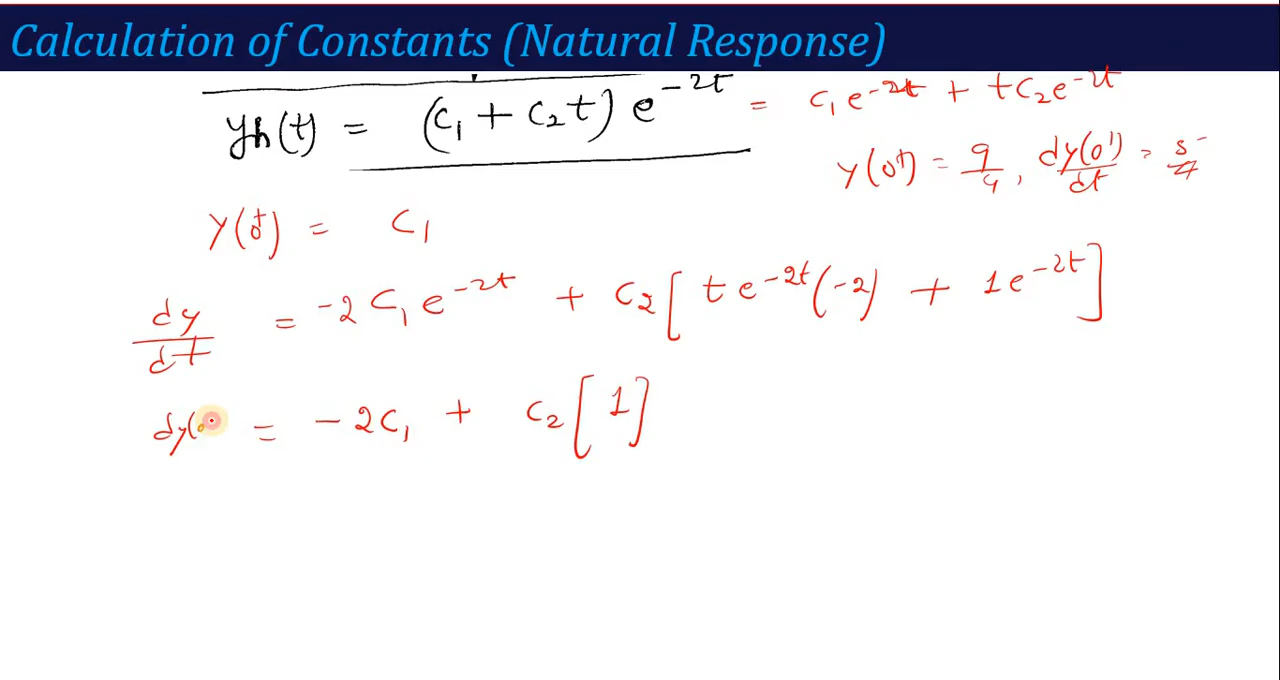 Calculation of Constants (Natural Response)
yh(t) = (c₁ + c₂t) e^{-2t} = c₁e^{-2t} + tc₂e^{-2t}
y(0⁺) = 9/4, dy(0⁺)/dt = 5/
y(0⁺) = c₁
dy/dt = -2c₁e^{-2t} + c₂[te^{-2t}(-2) + 1e^{-2t}]
dy( = -2c₁ + c₂[1]